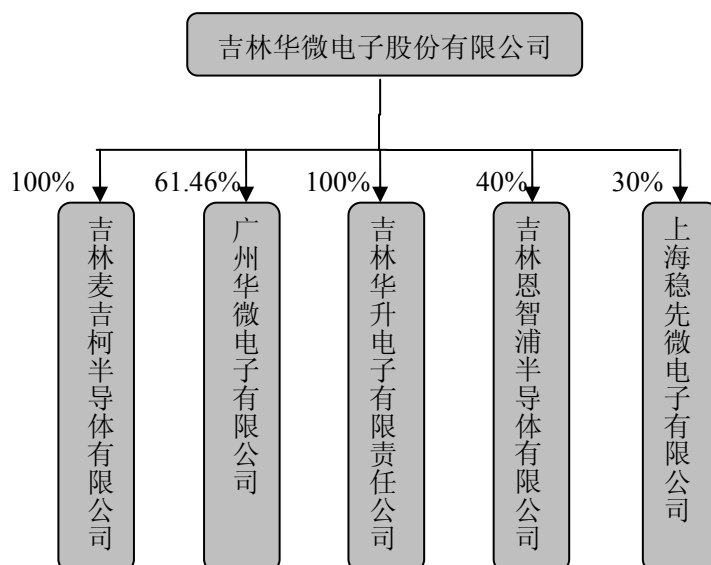 吉林华微电子股份有限公司
100%
61.46%
100%
40%
30%
吉林麦吉柯半导体有限公司
广州华微电子有限公司
吉林华升电子有限责任公司
吉林恩智浦半导体有限公司
上海稳先微电子有限公司